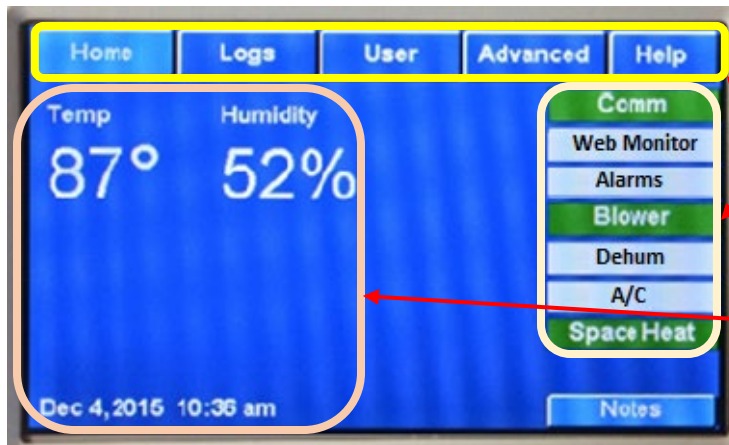 Home Logs User Advanced Help
Temp Humidity
87° 52%
Comm
Web Monitor
Alarms
Blower
Dehum
A/C
Space Heat
Dec 4, 2015 10:36 am
Notes